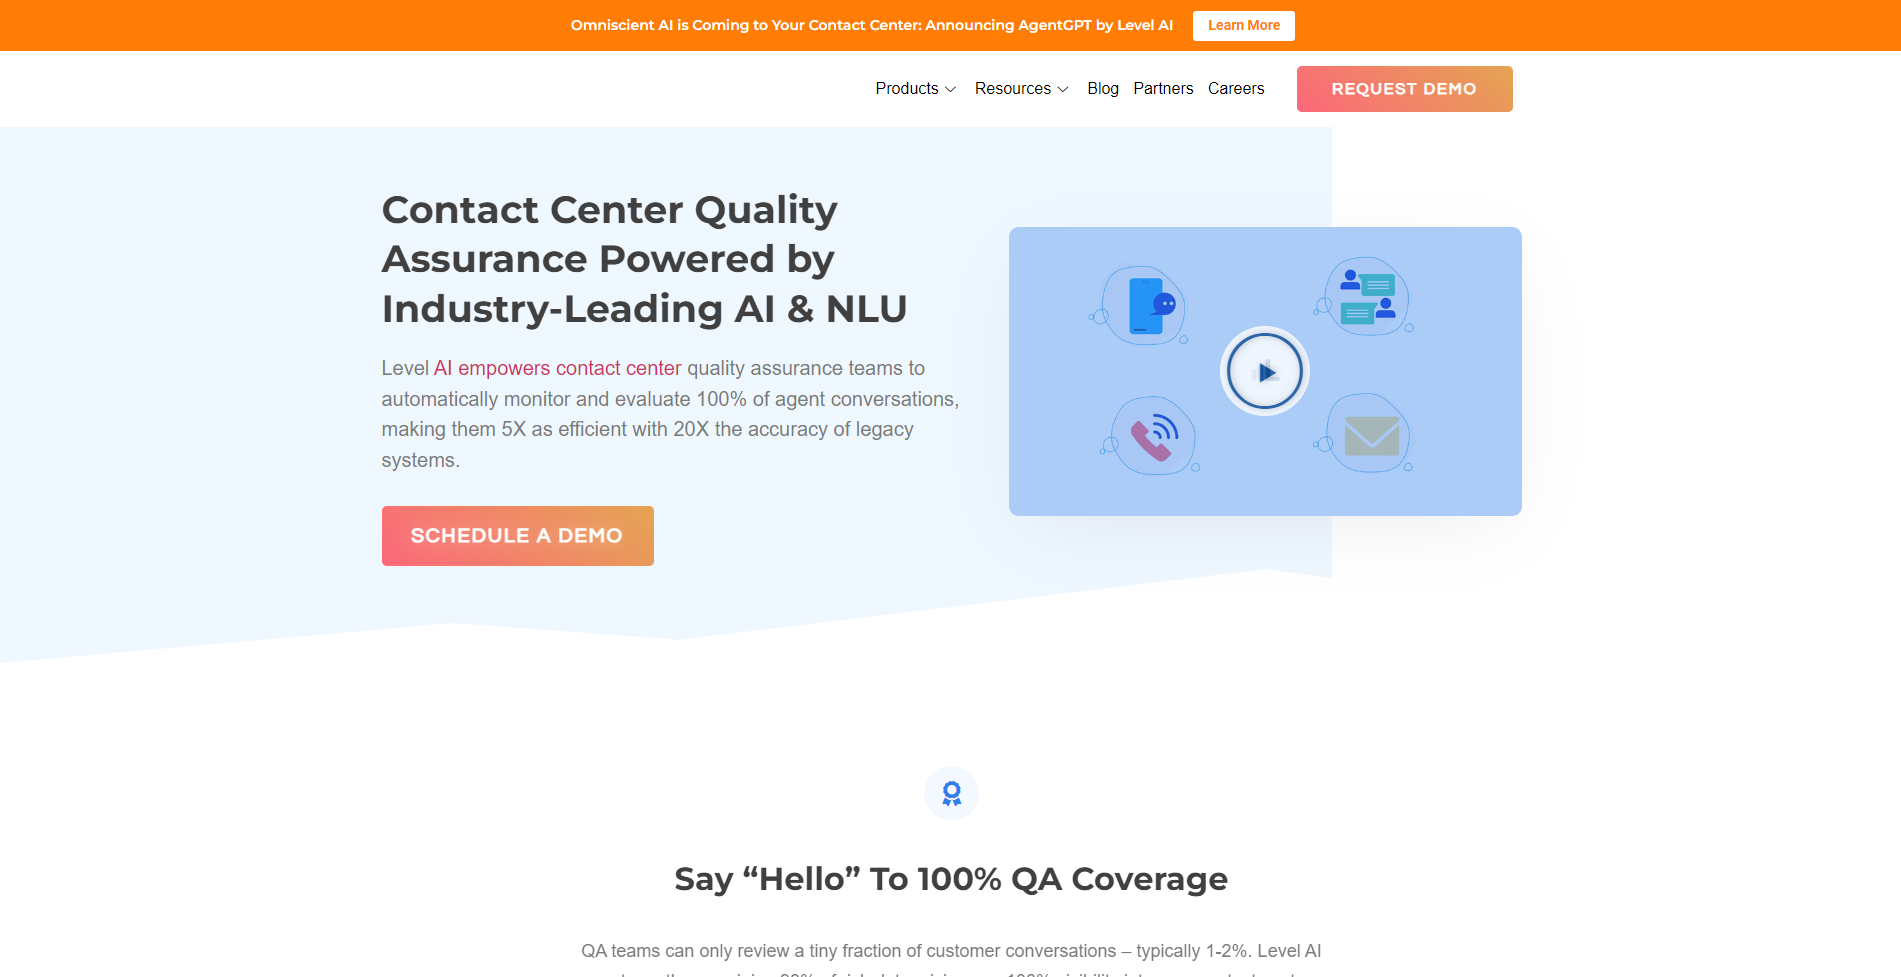 Omniscient AI is Coming to Your Contact Center: Announcing AgentGPT by Level AI
Learn More
Products
Resources
Blog
Partners
Careers
REQUEST DEMO
Contact Center Quality
Assurance Powered by
Industry-Leading AI & NLU
Level AI empowers contact center quality assurance teams to
automatically monitor and evaluate 100% of agent conversations,
making them 5X as efficient with 20X the accuracy of legacy
systems.
SCHEDULE A DEMO
Say “Hello” To 100% QA Coverage
QA teams can only review a tiny fraction of customer conversations – typically 1-2%. Level AI